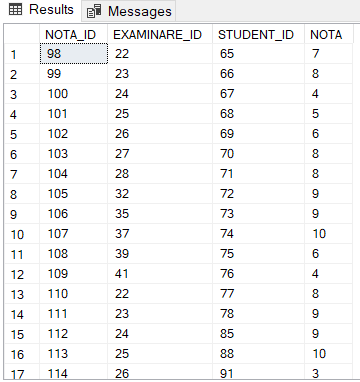 Results Messages
NOTA_ID EXAMINARE_ID STUDENT_ID NOTA
1 98 22 65 7
2 99 23 66 8
3 100 24 67 4
4 101 25 68 5
5 102 26 69 6
6 103 27 70 8
7 104 28 71 8
8 105 32 72 9
9 106 35 73 9
10 107 37 74 10
11 108 39 75 6
12 109 41 76 4
13 110 22 77 8
14 111 23 78 9
15 112 24 85 9
16 113 25 88 10
17 114 26 91 3